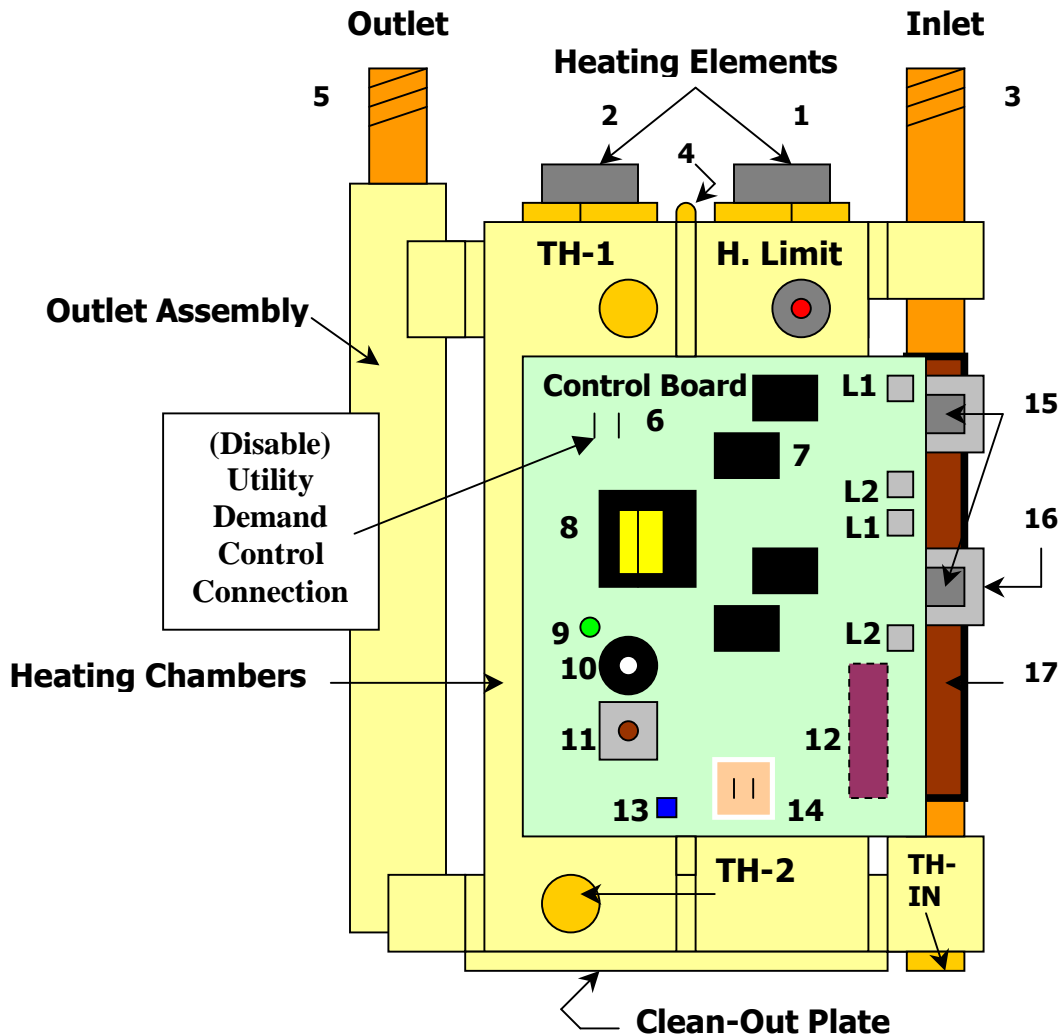 Outlet
Inlet
Heating Elements
5
2
1
3
4
TH-1
H. Limit
Outlet Assembly
Control Board
L1
15
6
7
(Disable)
Utility
Demand
Control
Connection
L2
L1
16
8
9
L2
10
Heating Chambers
17
11
12
13
14
TH-2
TH-
IN
Clean-Out Plate